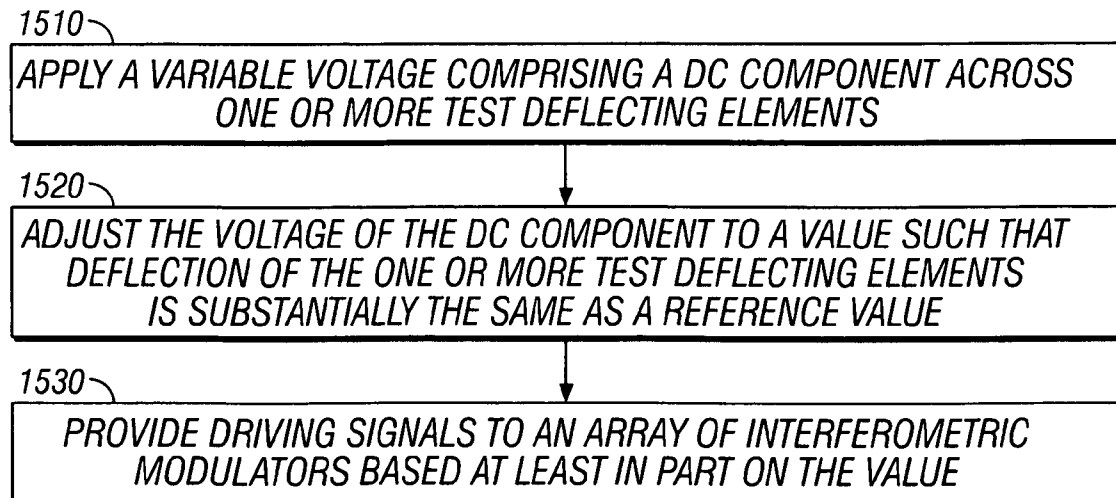 1510
APPLY A VARIABLE VOLTAGE COMPRISING A DC COMPONENT ACROSS
ONE OR MORE TEST DEFLECTING ELEMENTS
1520
ADJUST THE VOLTAGE OF THE DC COMPONENT TO A VALUE SUCH THAT
DEFLECTION OF THE ONE OR MORE TEST DEFLECTING ELEMENTS
IS SUBSTANTIALLY THE SAME AS A REFERENCE VALUE
1530
PROVIDE DRIVING SIGNALS TO AN ARRAY OF INTERFEROMETRIC
MODULATORS BASED AT LEAST IN PART ON THE VALUE